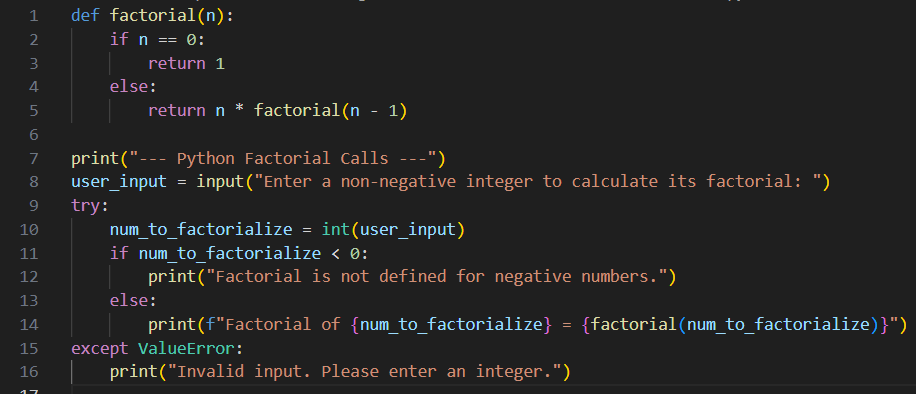 1 def factorial(n):
2     if n == 0:
3         return 1
4     else:
5         return n * factorial(n - 1)
6
7 print("--- Python Factorial Calls ---")
8 user_input = input("Enter a non-negative integer to calculate its factorial: ")
9 try:
10     num_to_factorialize = int(user_input)
11     if num_to_factorialize < 0:
12         print("Factorial is not defined for negative numbers.")
13     else:
14         print(f"Factorial of {num_to_factorialize} = {factorial(num_to_factorialize)}")
15 except ValueError:
16     print("Invalid input. Please enter an integer.")
17